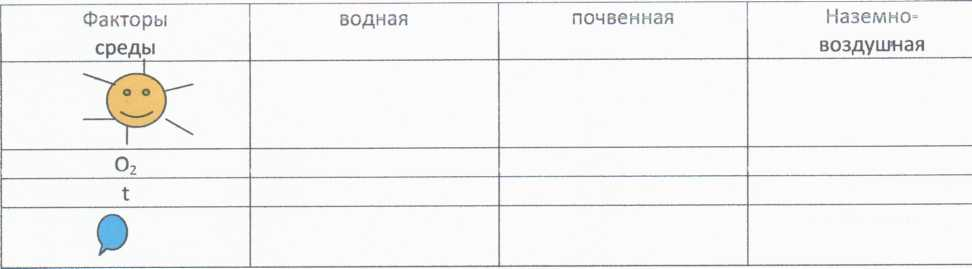 Факторы
среды
водная
почвенная
Наземно-
воздушная
O₂
t